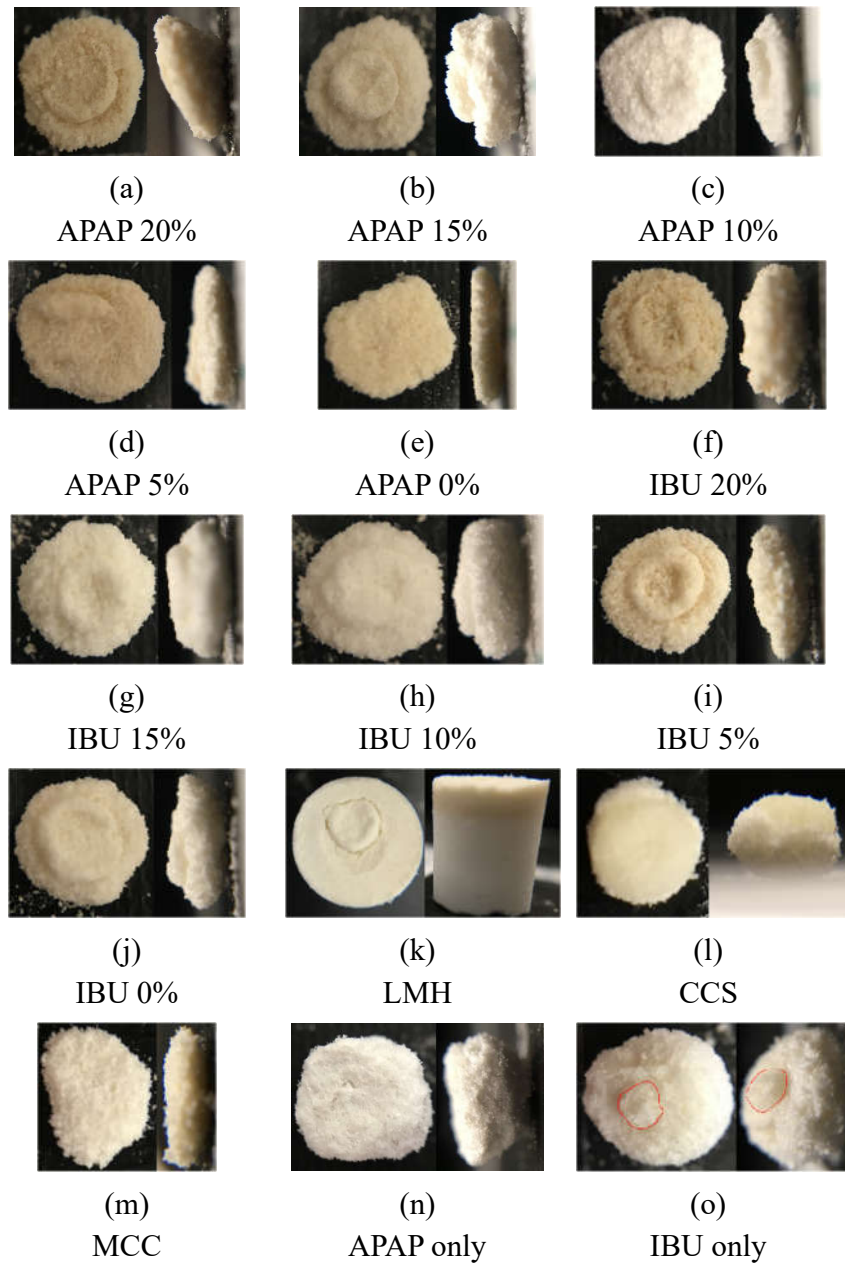 (a) (b) (c)
APAP 20% APAP 15% APAP 10%
(d) (e) (f)
APAP 5% APAP 0% IBU 20%
(g) (h) (i)
IBU 15% IBU 10% IBU 5%
(j) (k) (l)
IBU 0% LMH CCS
(m) (n) (o)
MCC APAP only IBU only